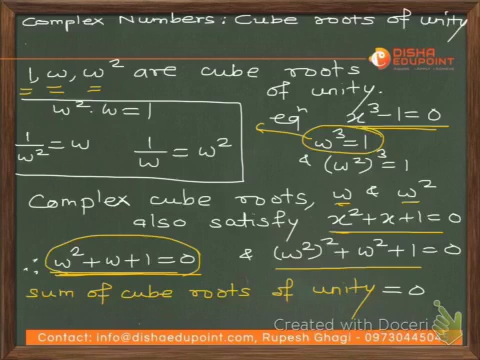 Complex Numbers: Cube roots of unity
DISHA
EDUPOINT
1, ω, ω² are cube roots
of unity.
ω²·ω = 1
1/ω² = ω
1/ω = ω²
eqⁿ x³-1=0
ω³=1
& (ω²)³=1
Complex cube roots, ω & ω²
also satisfy x²+x+1=0
∴ ω²+ω+1=0 & (ω²)²+ω²+1=0
sum of cube roots of unity = 0
Created with Doceri
Contact: info@dishaedupoint.com, Rupesh Ghagi - 0973044504